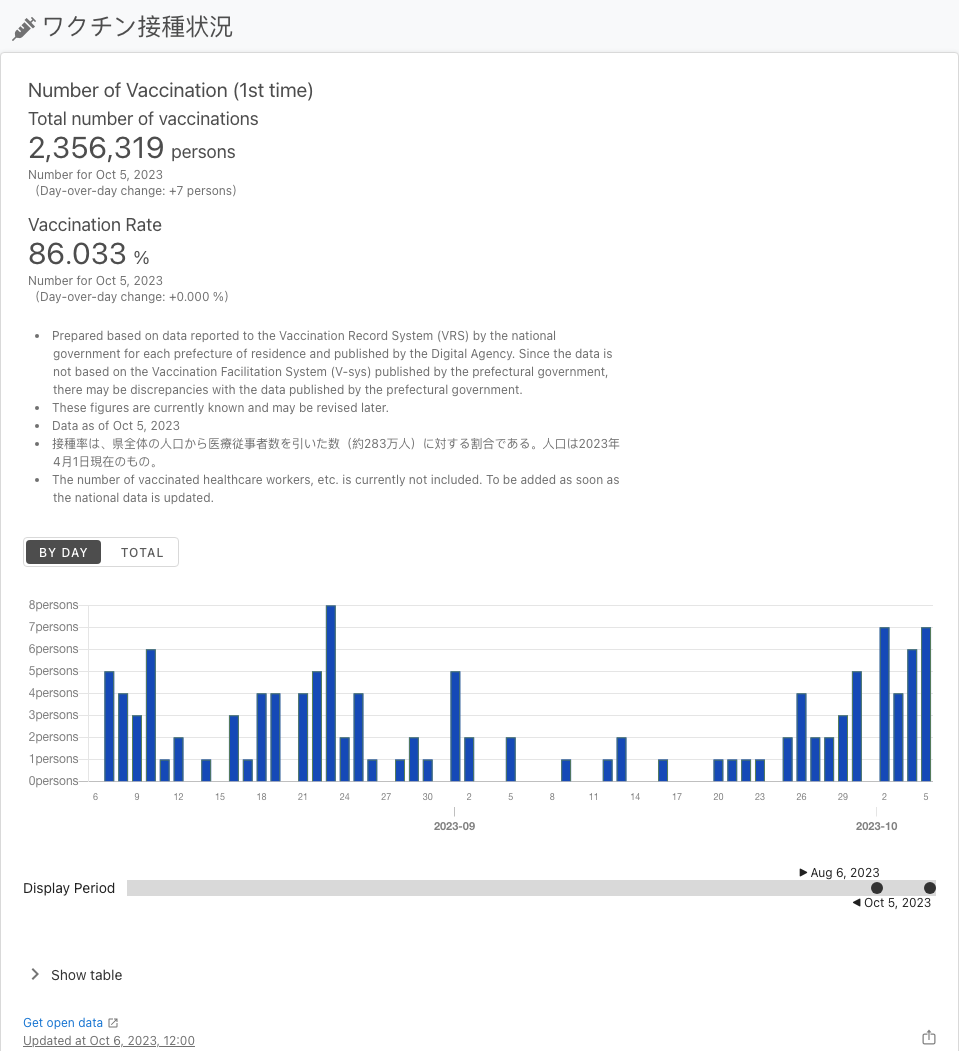 ワクチン接種状況
Number of Vaccination (1st time)
Total number of vaccinations
2,356,319 persons
Number for Oct 5, 2023
(Day-over-day change: +7 persons)
Vaccination Rate
86.033 %
Number for Oct 5, 2023
(Day-over-day change: +0.000 %)
• Prepared based on data reported to the Vaccination Record System (VRS) by the national
government for each prefecture of residence and published by the Digital Agency. Since the data is
not based on the Vaccination Facilitation System (V-sys) published by the prefectural government,
there may be discrepancies with the data published by the prefectural government.
• These figures are currently known and may be revised later.
• Data as of Oct 5, 2023
• 接種率は、県全体の人口から医療従事者数を引いた数（約283万人）に対する割合である。人口は2023年
4月1日現在のもの。
• The number of vaccinated healthcare workers, etc. is currently not included. To be added as soon as
the national data is updated.
BY DAY TOTAL
8persons
7persons
6persons
5persons
4persons
3persons
2persons
1persons
0persons
6 9 12 15 18 21 24 27 30 2 5 8 11 14 17 20 23 26 29 2 5
2023-09 2023-10
▶ Aug 6, 2023
Display Period
◀ Oct 5, 2023
Show table
Get open data
Updated at Oct 6, 2023, 12:00